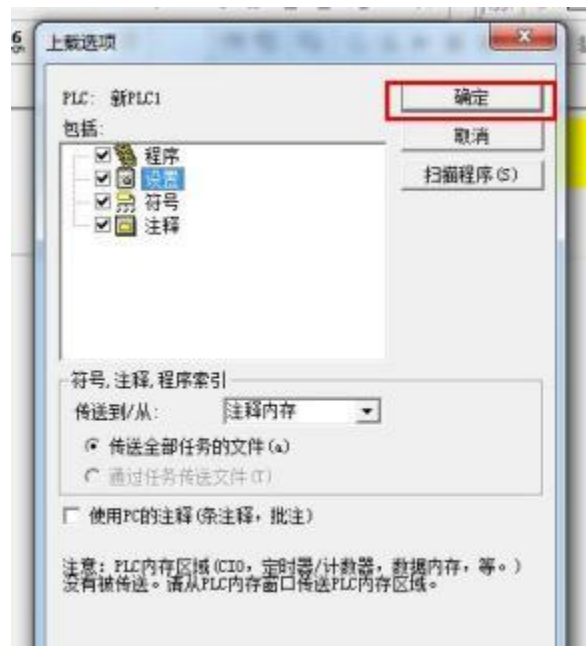 上载选项
PLC: 新PLC1
确定
包括:
取消
程序
扫描程序(S)
设置
符号
注释
符号,注释,程序索引
传送到/从:
注释内存
传送全部任务的文件(a)
通过任务传送文件(T)
使用PC的注释(条注释，批注)
注意：PLC内存区域(CIO，定时器/计数器，数据内存，等。)
没有被传送。请从PLC内存窗口传送PLC内存区域。